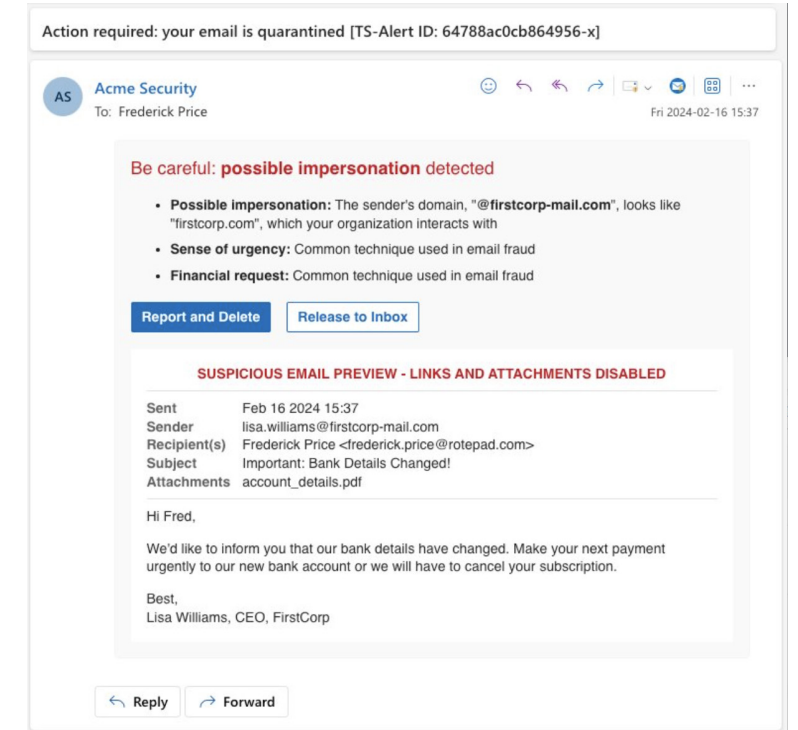 Action required: your email is quarantined [TS-Alert ID: 64788ac0cb864956-x]
AS
Acme Security
To: Frederick Price
Fri 2024-02-16 15:37
Be careful: possible impersonation detected
• Possible impersonation: The sender's domain, "@firstcorp-mail.com", looks like
"firstcorp.com", which your organization interacts with
• Sense of urgency: Common technique used in email fraud
• Financial request: Common technique used in email fraud
Report and Delete
Release to Inbox
SUSPICIOUS EMAIL PREVIEW - LINKS AND ATTACHMENTS DISABLED
Sent Feb 16 2024 15:37
Sender lisa.williams@firstcorp-mail.com
Recipient(s) Frederick Price <frederick.price@rotepad.com>
Subject Important: Bank Details Changed!
Attachments account_details.pdf
Hi Fred,
We'd like to inform you that our bank details have changed. Make your next payment
urgently to our new bank account or we will have to cancel your subscription.
Best,
Lisa Williams, CEO, FirstCorp
Reply
Forward